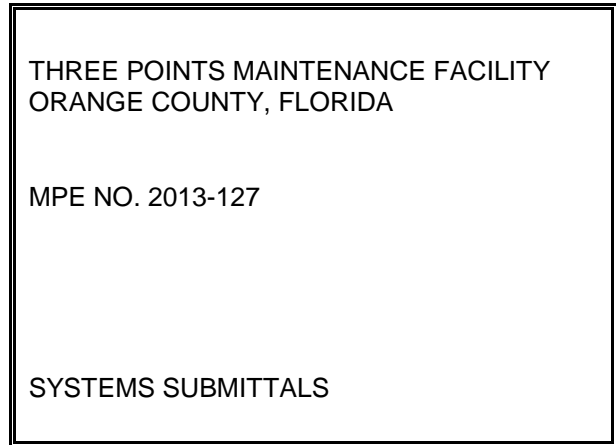 THREE POINTS MAINTENANCE FACILITY
ORANGE COUNTY, FLORIDA
MPE NO. 2013-127
SYSTEMS SUBMITTALS